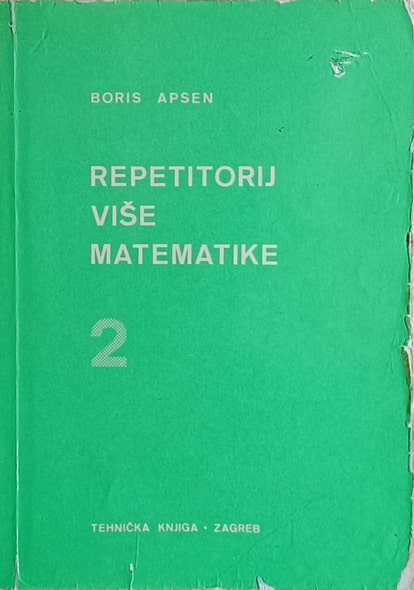 BORIS APSEN
REPETITORIJ
VIŠE
MATEMATIKE
2
TEHNIČKA KNJIGA • ZAGREB